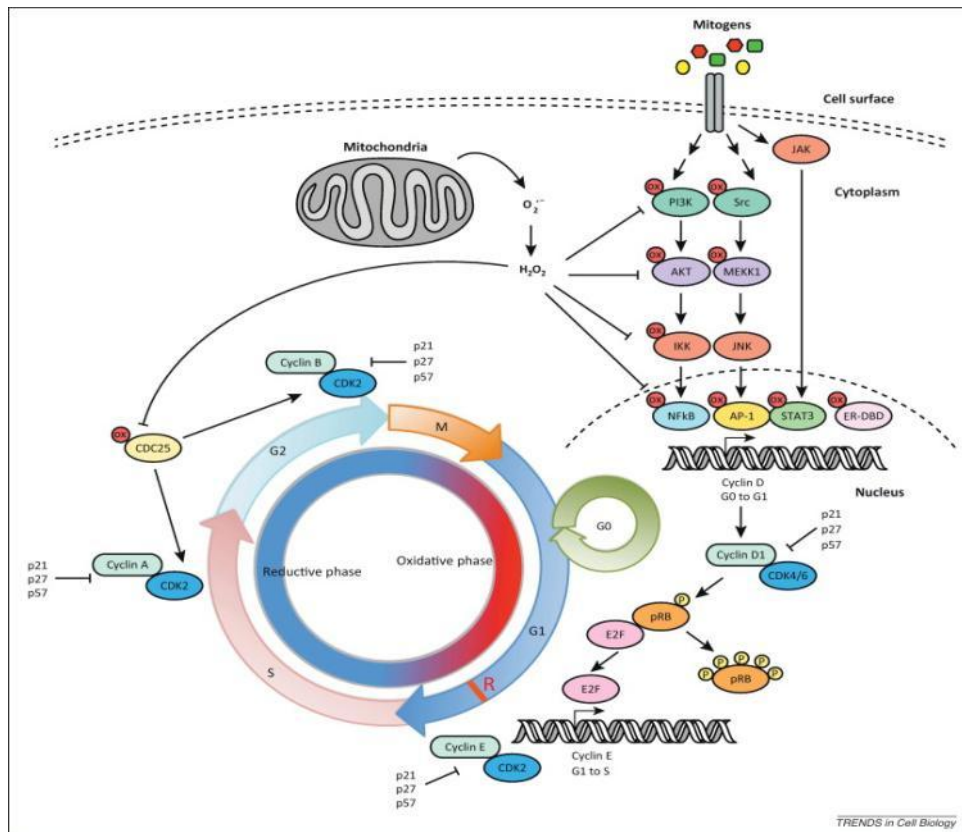 Mitogens
Cell surface
Mitochondria
JAK
Cytoplasm
OX
PI3K
OX
Src
O2·−
H2O2
OX
AKT
OX
MEKK1
OX
IKK
JNK
Cyclin B
CDK2
p21
p27
p57
OX
NFkB
OX
AP-1
OX
STAT3
OX
ER-DBD
OX
CDC25
G2
M
Cyclin D
G0 to G1
Nucleus
G0
p21
p27
p57
Cyclin D1
CDK4/6
Reductive phase
Oxidative phase
p21
p27
p57
Cyclin A
CDK2
P
pRB
E2F
G1
P
P
P
P
P
pRB
S
R
E2F
Cyclin E
CDK2
Cyclin E
G1 to S
p21
p27
p57
TRENDS in Cell Biology